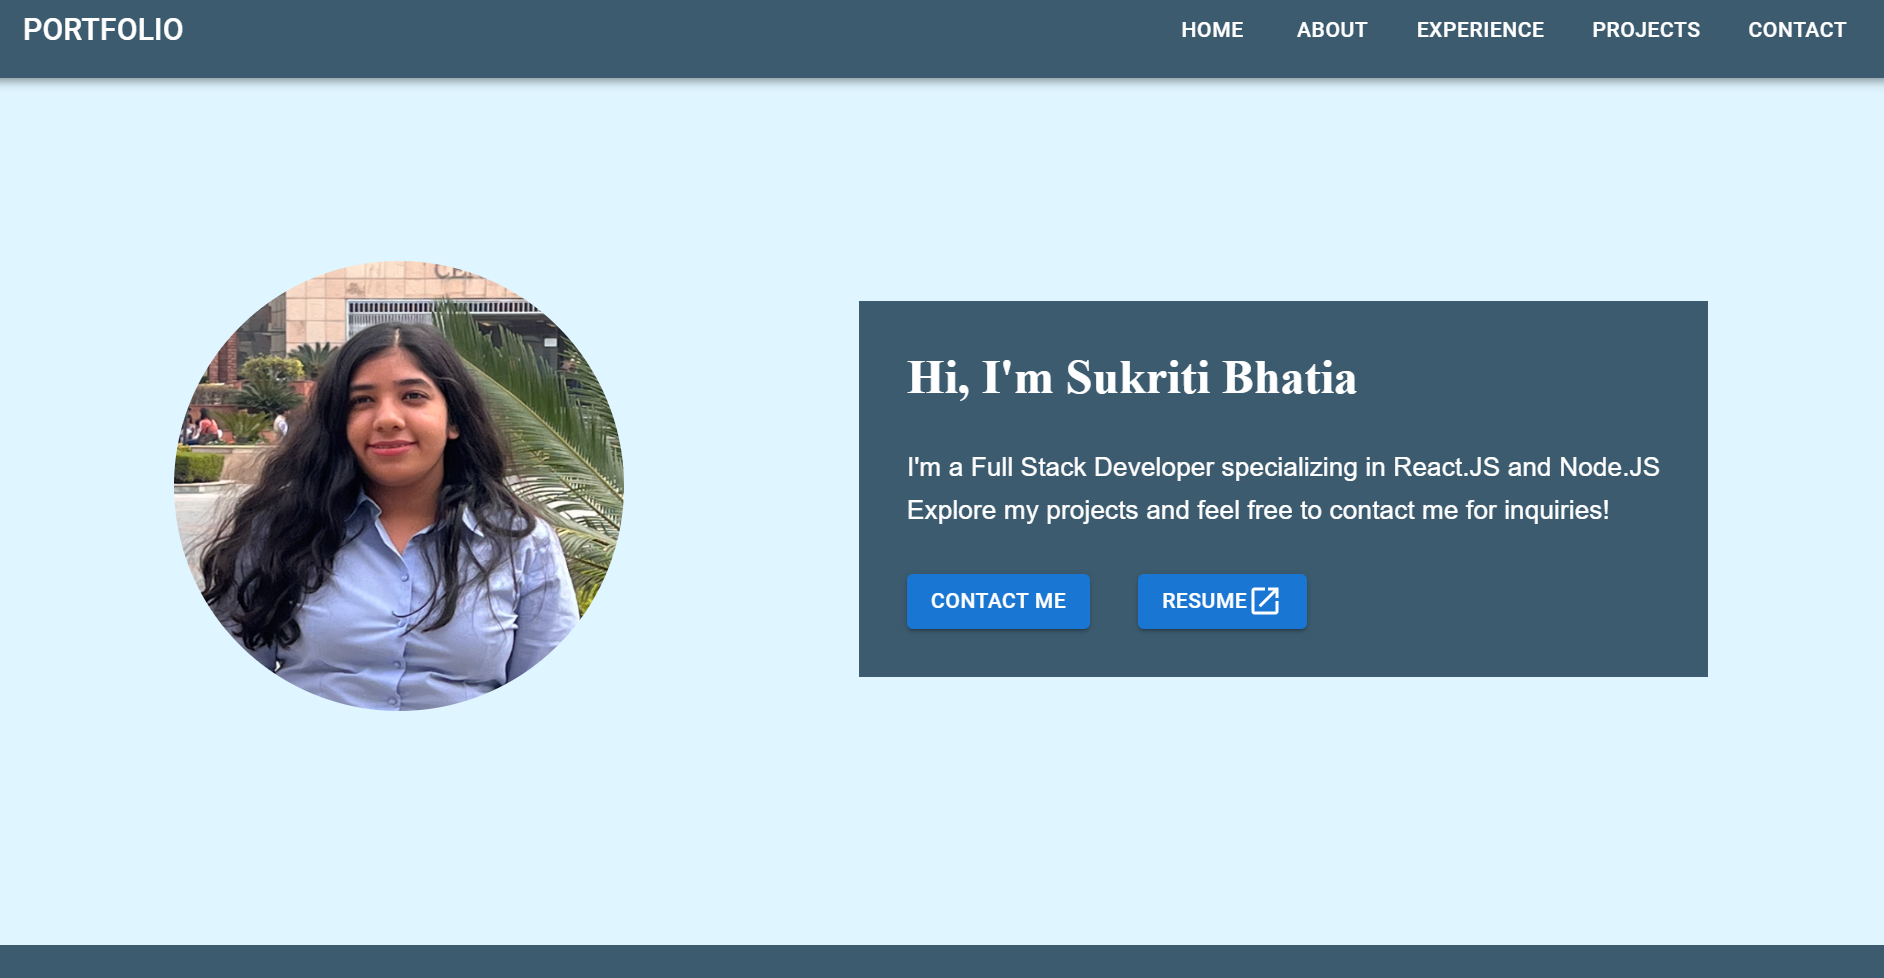 PORTFOLIO
HOME ABOUT EXPERIENCE PROJECTS CONTACT
Hi, I'm Sukriti Bhatia
I'm a Full Stack Developer specializing in React.JS and Node.JS
Explore my projects and feel free to contact me for inquiries!
CONTACT ME
RESUME